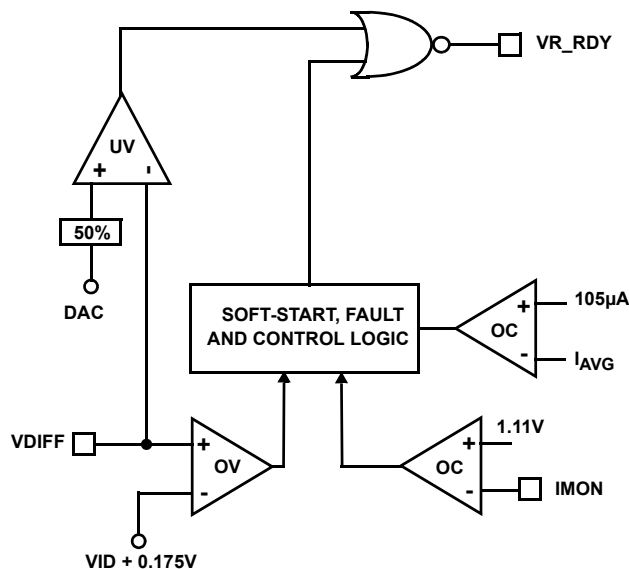 VR_RDY
UV
+ -
50%
DAC
SOFT-START, FAULT
AND CONTROL LOGIC
+
OC
-
105µA
I_AVG
VDIFF
+
OV
-
VID + 0.175V
+
OC
-
1.11V
IMON